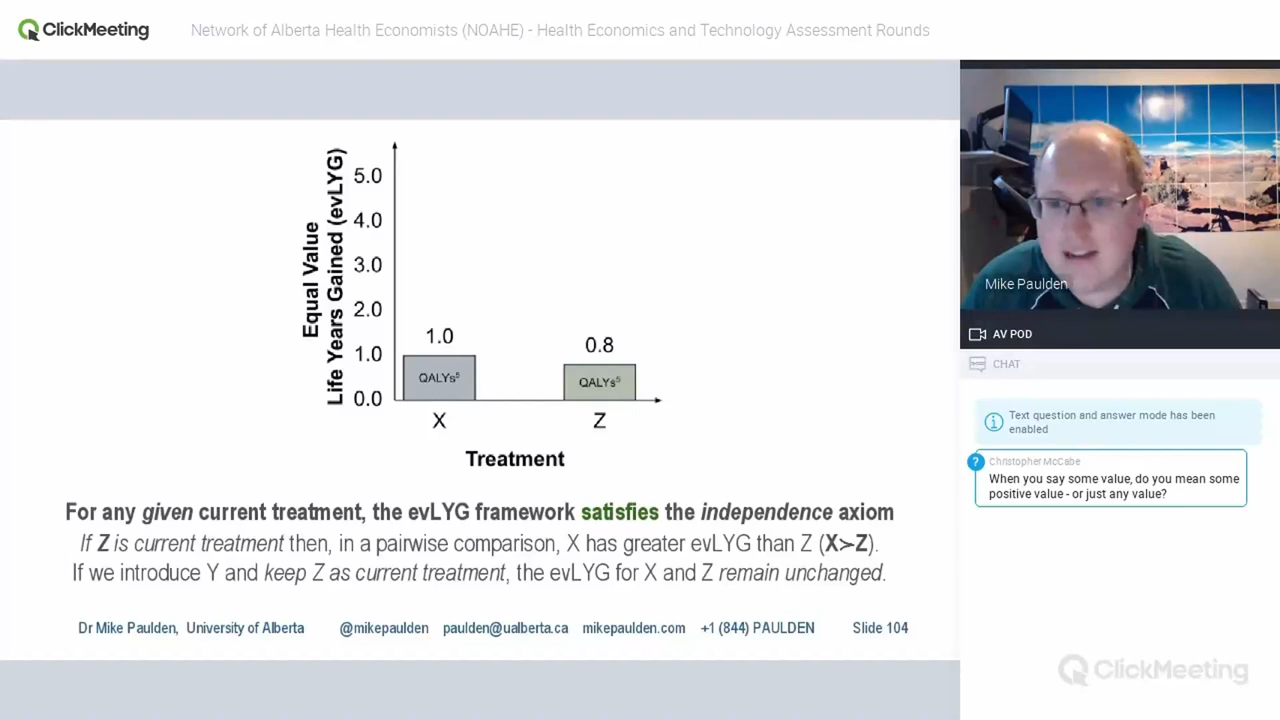 ClickMeeting
Network of Alberta Health Economists (NOAHE) - Health Economics and Technology Assessment Rounds
Equal Value
Life Years Gained (evLYG)
5.0
4.0
3.0
2.0
1.0
0.0
1.0
0.8
QALYs⁵
QALYs⁵
X
Z
Treatment
For any given current treatment, the evLYG framework satisfies the independence axiom
If Z is current treatment then, in a pairwise comparison, X has greater evLYG than Z (X≻Z).
If we introduce Y and keep Z as current treatment, the evLYG for X and Z remain unchanged.
Dr Mike Paulden, University of Alberta @mikepaulden paulden@ualberta.ca mikepaulden.com +1 (844) PAULDEN Slide 104
Mike Paulden
AV POD
CHAT
Text question and answer mode has been
enabled
?
Christopher McCabe
When you say some value, do you mean some
positive value - or just any value?
ClickMeeting